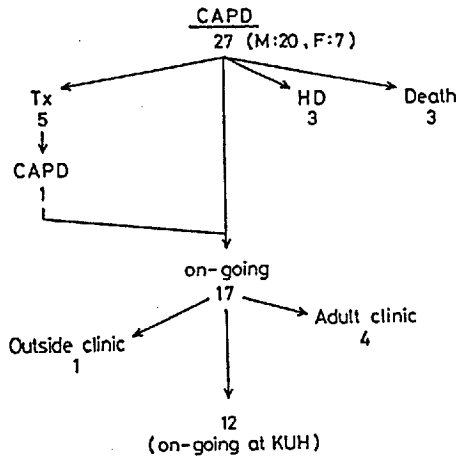 CAPD
27 (M:20, F:7)
Tx
5
HD
3
Death
3
CAPD
1
on-going
17
Outside clinic
1
Adult clinic
4
12
(on-going at KUH)